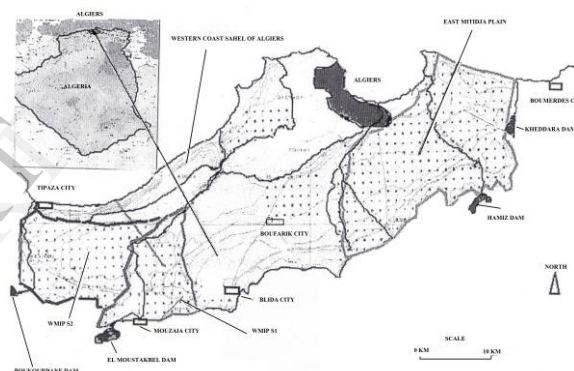 ALGIERS
WESTERN COAST SAHEL OF ALGIERS
EAST MITIDJA PLAIN
ALGERIA
ALGIERS
BOUMERDES C
KHEDDARA DAM
TIPAZA CITY
HAMIZ DAM
BOUFARIK CITY
NORTH
BLIDA CITY
WMIP S2
WMIP S1
MOUZAIA CITY
SCALE
EL MOUSTAKBEL DAM
0 KM 10 KM